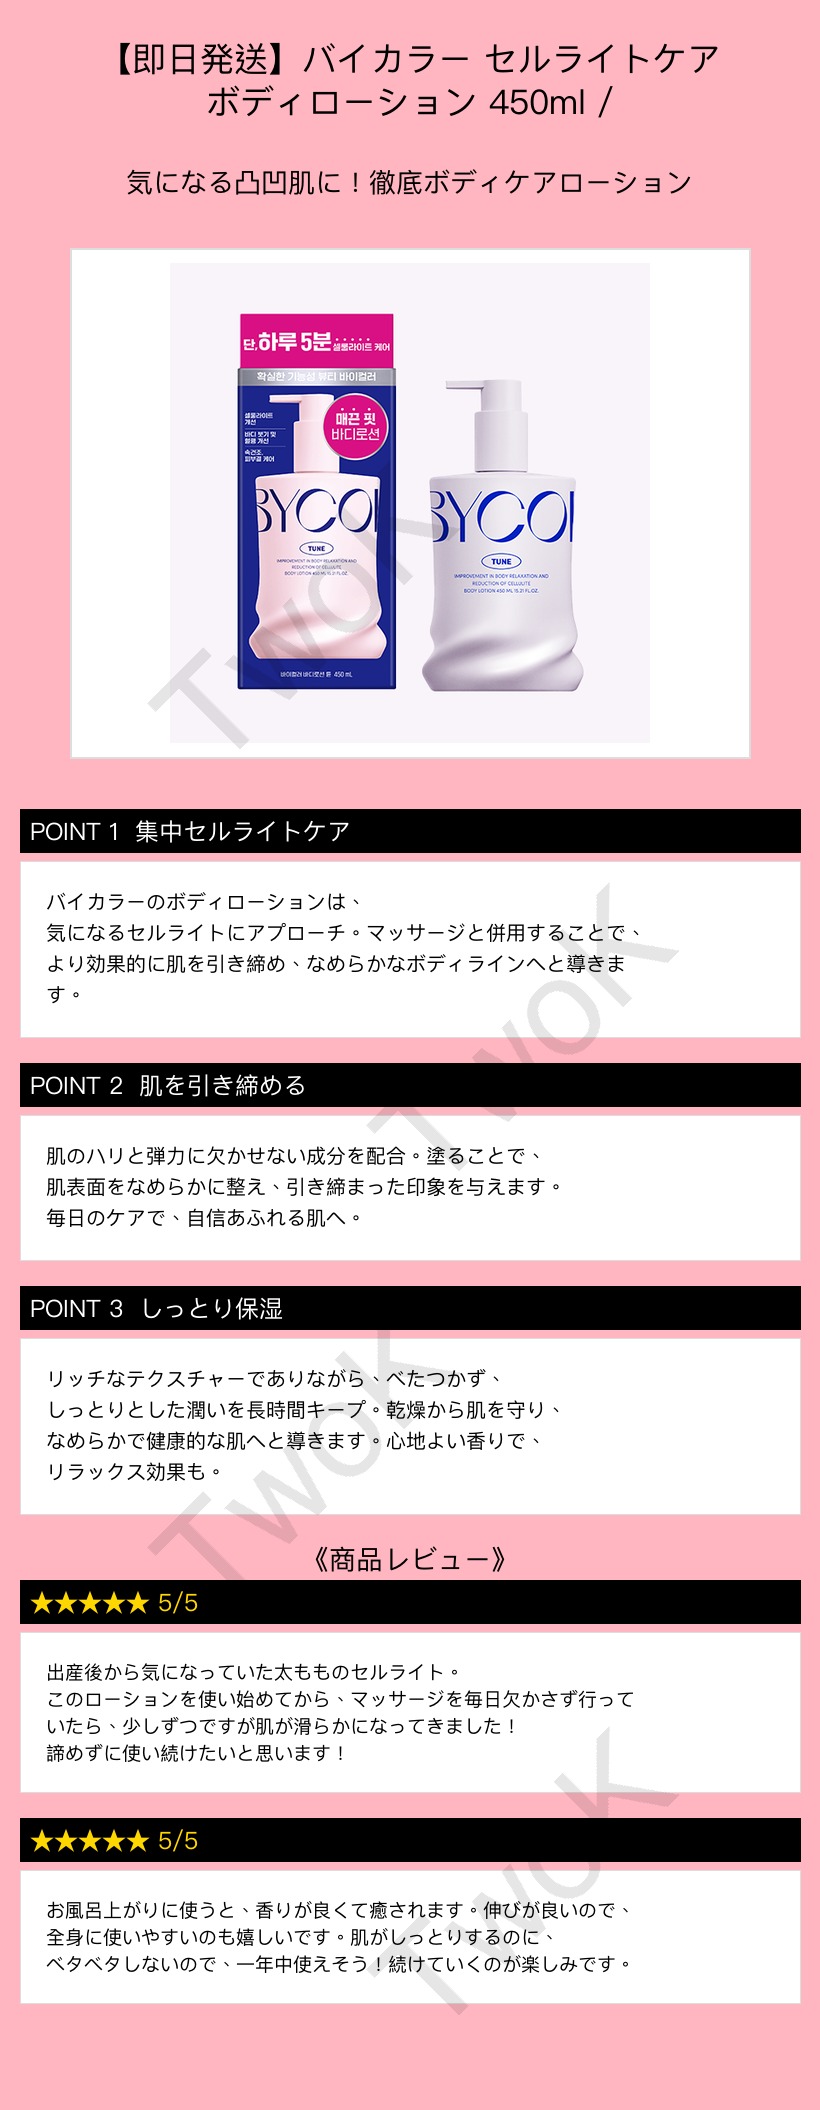 【即日発送】バイカラー セルライトケア
ボディローション 450ml /
気になる凸凹肌に！徹底ボディケアローション
단, 하루 5분 셀룰라이트 케어
확실한 기능성 뷰티 바이컬러
셀룰라이트
개선
바디 붓기 및
탄력 개선
속건조,
피부결 케어
매끈 핏
바디로션
BYCOL
TUNE
IMPROVEMENT IN BODY RELAXATION AND
REDUCTION OF CELLULITE
BODY LOTION 450 ML 15.21 FL.OZ.
바이컬러 바디로션 튠 450 mL
BYCOL
TUNE
IMPROVEMENT IN BODY RELAXATION AND
REDUCTION OF CELLULITE
BODY LOTION 450 ML 15.21 FL.OZ.
TwoK
POINT 1 集中セルライトケア
バイカラーのボディローションは、
気になるセルライトにアプローチ。マッサージと併用することで、
より効果的に肌を引き締め、なめらかなボディラインへと導きま
す。
TwoK
POINT 2 肌を引き締める
肌のハリと弾力に欠かせない成分を配合。塗ることで、
肌表面をなめらかに整え、引き締まった印象を与えます。
毎日のケアで、自信あふれる肌へ。
POINT 3 しっとり保湿
リッチなテクスチャーでありながら、べたつかず、
しっとりとした潤いを長時間キープ。乾燥から肌を守り、
なめらかで健康的な肌へと導きます。心地よい香りで、
リラックス効果も。
TwoK
《商品レビュー》
★★★★★ 5/5
出産後から気になっていた太もものセルライト。
このローションを使い始めてから、マッサージを毎日欠かさず行って
いたら、少しずつですが肌が滑らかになってきました！
諦めずに使い続けたいと思います！
★★★★★ 5/5
お風呂上がりに使うと、香りが良くて癒されます。伸びが良いので、
全身に使いやすいのも嬉しいです。肌がしっとりするのに、
ベタベタしないので、一年中使えそう！続けていくのが楽しみです。
TwoK